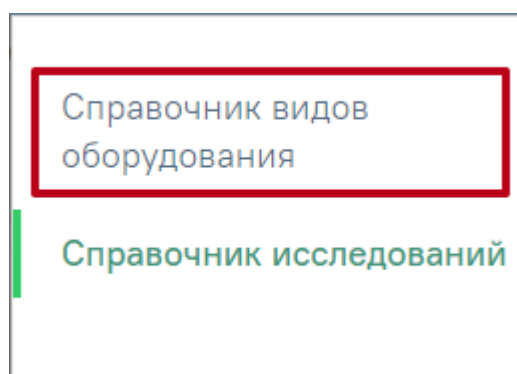 Справочник видов
оборудования
Справочник исследований